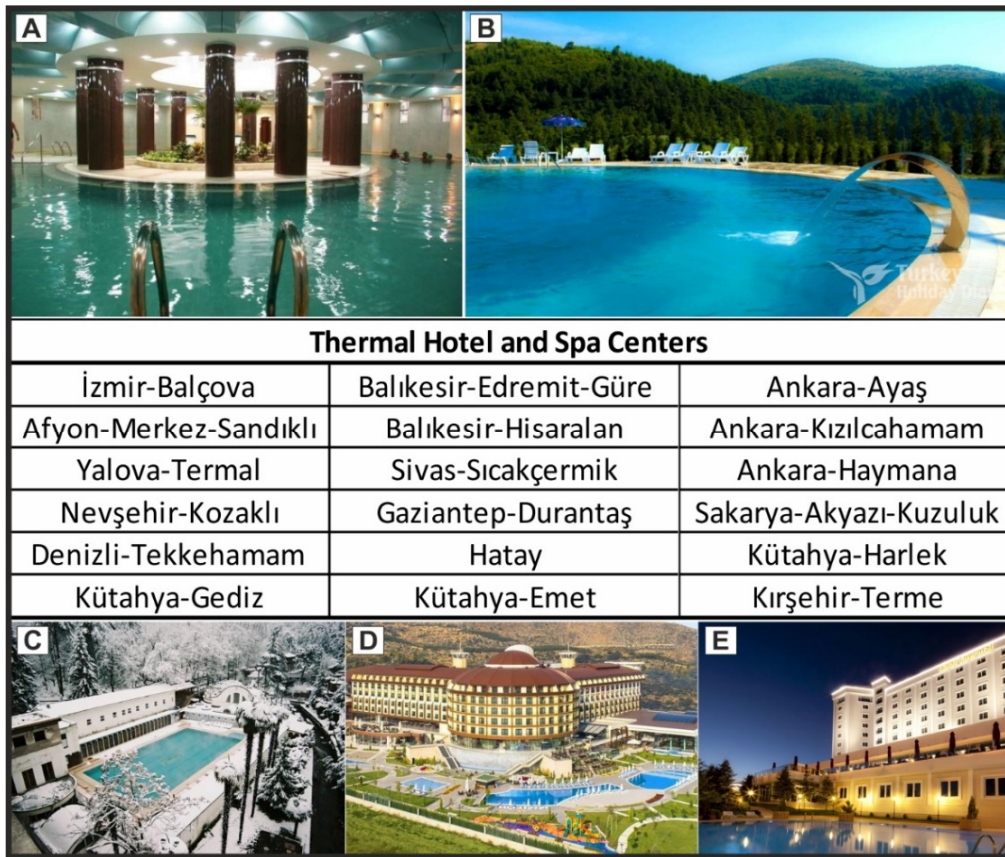 A
B
Turkey
Holiday
Thermal Hotel and Spa Centers
İzmir-Balçova Balıkesir-Edremit-Güre Ankara-Ayaş
Afyon-Merkez-Sandıklı Balıkesir-Hisaralan Ankara-Kızılcahamam
Yalova-Termal Sivas-Sıcakçermik Ankara-Haymana
Nevşehir-Kozaklı Gaziantep-Durantaş Sakarya-Akyazı-Kuzuluk
Denizli-Tekkehamam Hatay Kütahya-Harlek
Kütahya-Gediz Kütahya-Emet Kırşehir-Terme
C
D
E